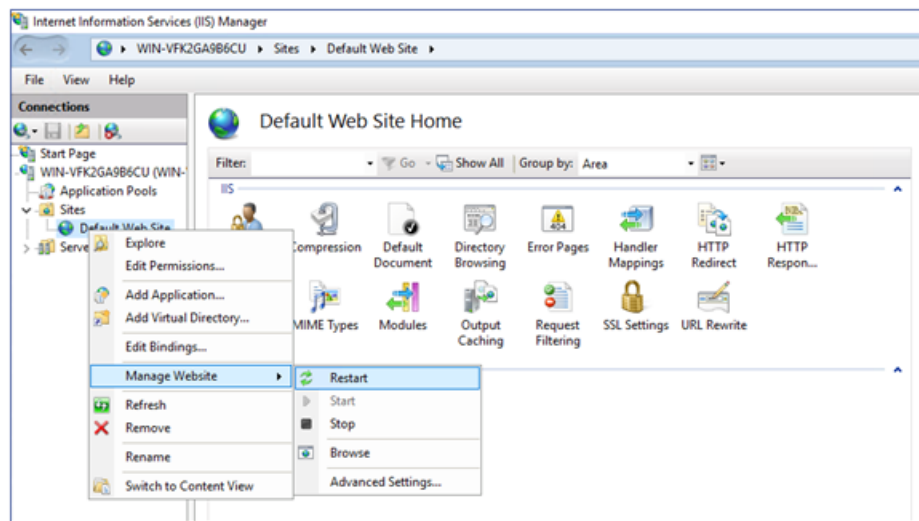 Internet Information Services (IIS) Manager
WIN-VFK2GA9B6CU ▸ Sites ▸ Default Web Site ▸
File View Help
Connections
Start Page
WIN-VFK2GA9B6CU (WIN-
Application Pools
Sites
Default Web Site
Serve
Default Web Site Home
Filter: Go Show All Group by: Area
IIS
Compression Default Document Directory Browsing Error Pages Handler Mappings HTTP Redirect HTTP Respon...
MIME Types Modules Output Caching Request Filtering SSL Settings URL Rewrite
Explore
Edit Permissions...
Add Application...
Add Virtual Directory...
Edit Bindings...
Manage Website
Refresh
Remove
Rename
Switch to Content View
Restart
Start
Stop
Browse
Advanced Settings...